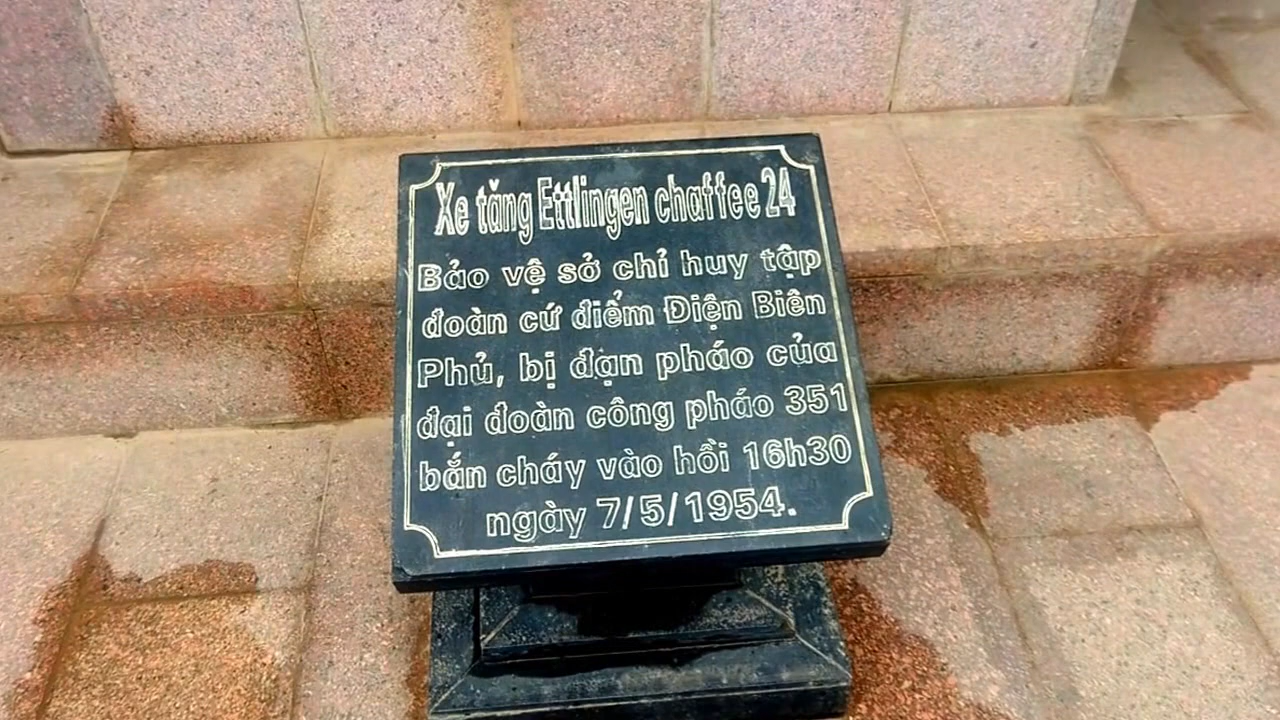 Xe tăng Ettlingen chaffee 24
Bảo vệ sở chỉ huy tập
đoàn cứ điểm Điện Biên
Phủ, bị đạn pháo của
đại đoàn công pháo 351
bắn cháy vào hồi 16h30
ngày 7/5/1954.